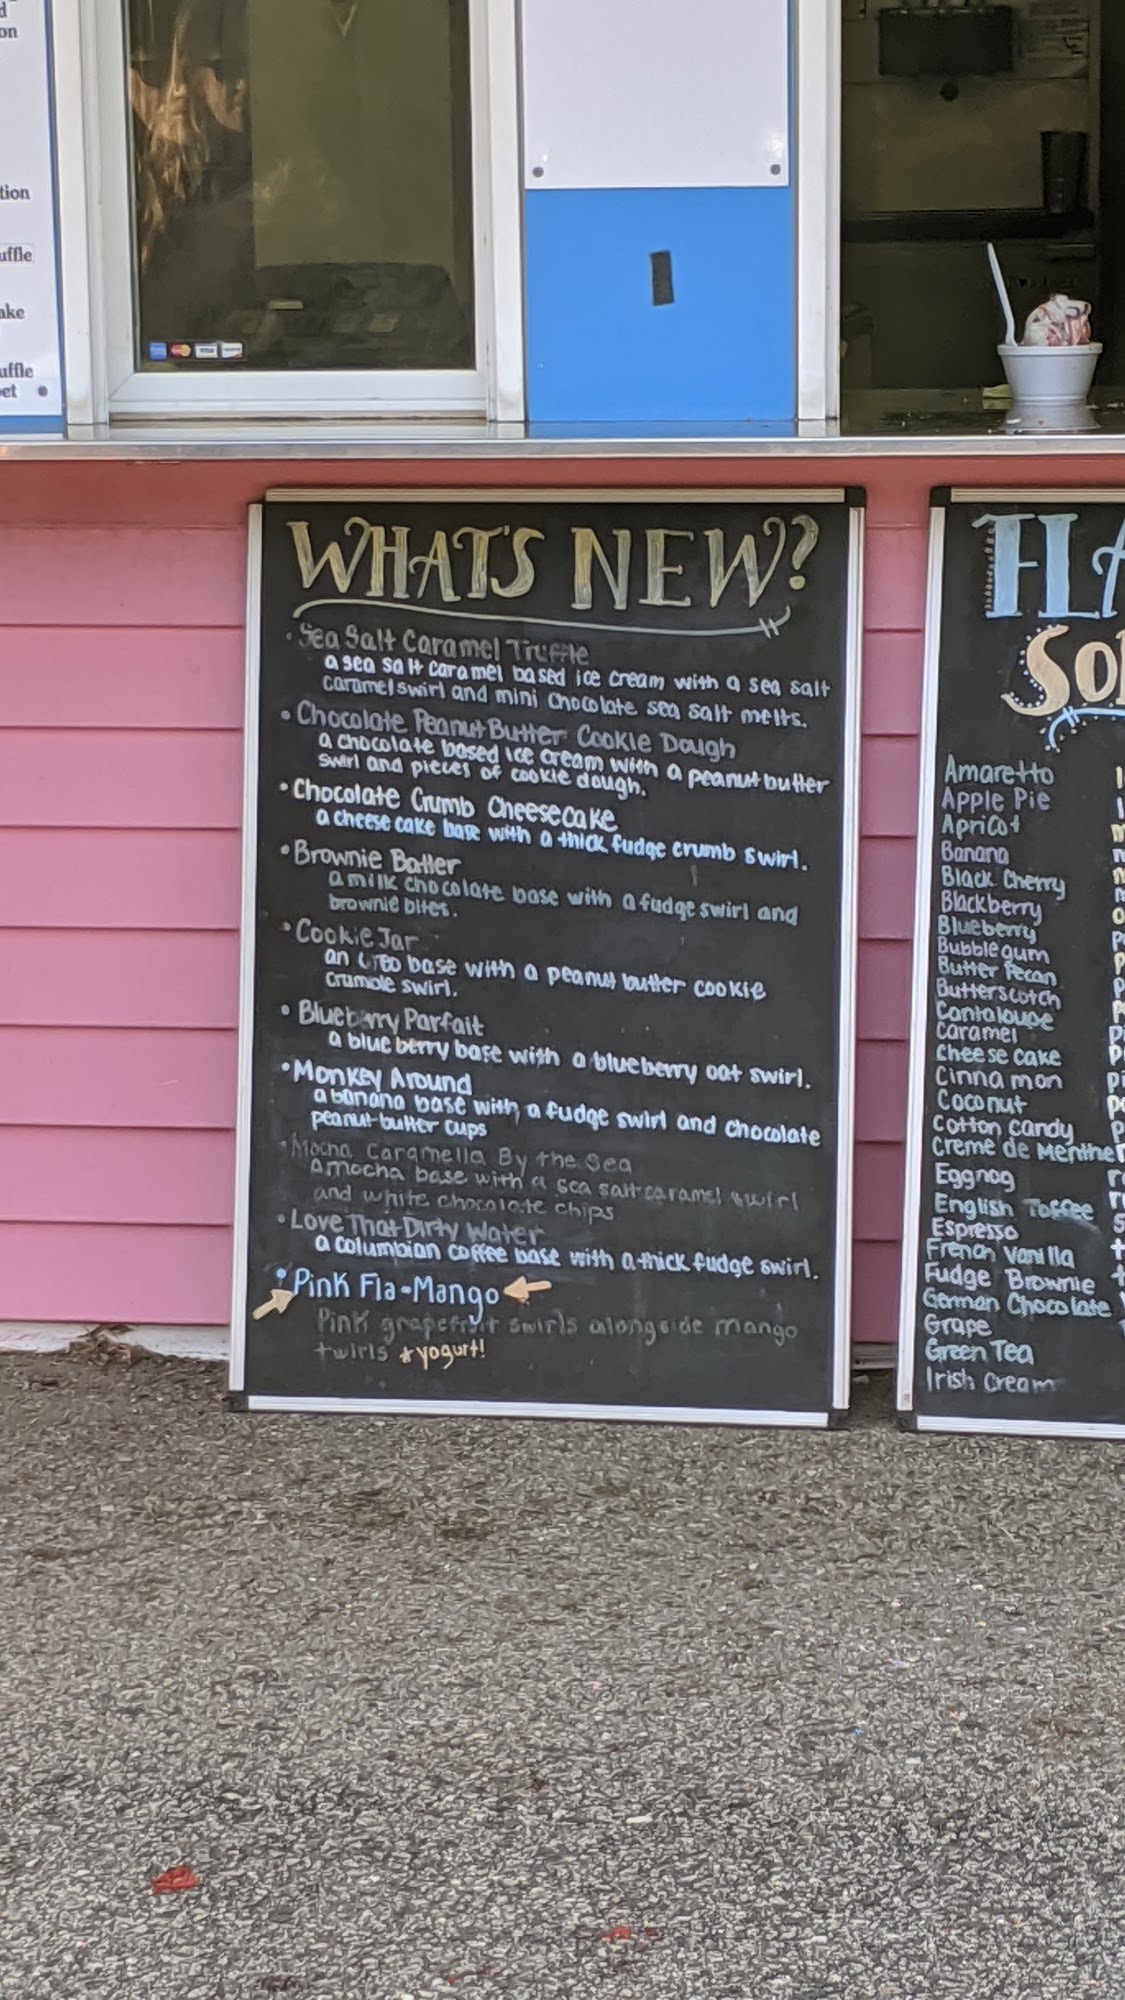 tion
uffle
ake
uffle
WHAT'S NEW?
• Sea Salt Caramel Truffle
a sea salt caramel based ice cream with a sea salt
caramel swirl and mini chocolate sea salt melts.
• Chocolate Peanut Butter Cookie Dough
a chocolate based ice cream with a peanut butter
swirl and pieces of cookie dough.
• Chocolate Crumb Cheesecake
a cheese cake base with a thick fudge crumb swirl.
• Brownie Batter
a milk chocolate base with a fudge swirl and
brownie bites.
• Cookie Jar
an base with a peanut butter cookie
crumble swirl.
• Blueberry Parfait
a blueberry base with a blueberry oat swirl.
• Monkey Around
a banana base with a fudge swirl and chocolate
peanut-butter cups
• Mocha Caramella By the Sea
a mocha base with a sea salt caramel swirl
and white chocolate chips
• Love That Dirty Water
a Columbian coffee base with a thick fudge swirl.
• Pink Fla-Mango
Pink grapefruit swirls alongside mango
twirls *yogurt!
Amaretto
Apple Pie
Apricot
Banana
Black Cherry
Blackberry
Blueberry
Bubblegum
Butter Pecan
Butterscotch
Cantaloupe
Caramel
Cheese cake
Cinnamon
Coconut
Cotton candy
Creme de Menthe
Eggnog
English Toffee
Espresso
French Vanilla
Fudge Brownie
German Chocolate
Grape
Green Tea
Irish Cream